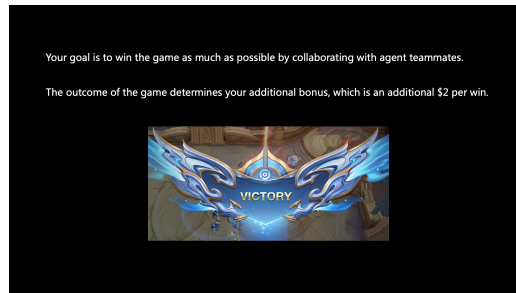 Your goal is to win the game as much as possible by collaborating with agent teammates.
The outcome of the game determines your additional bonus, which is an additional $2 per win.
VICTORY